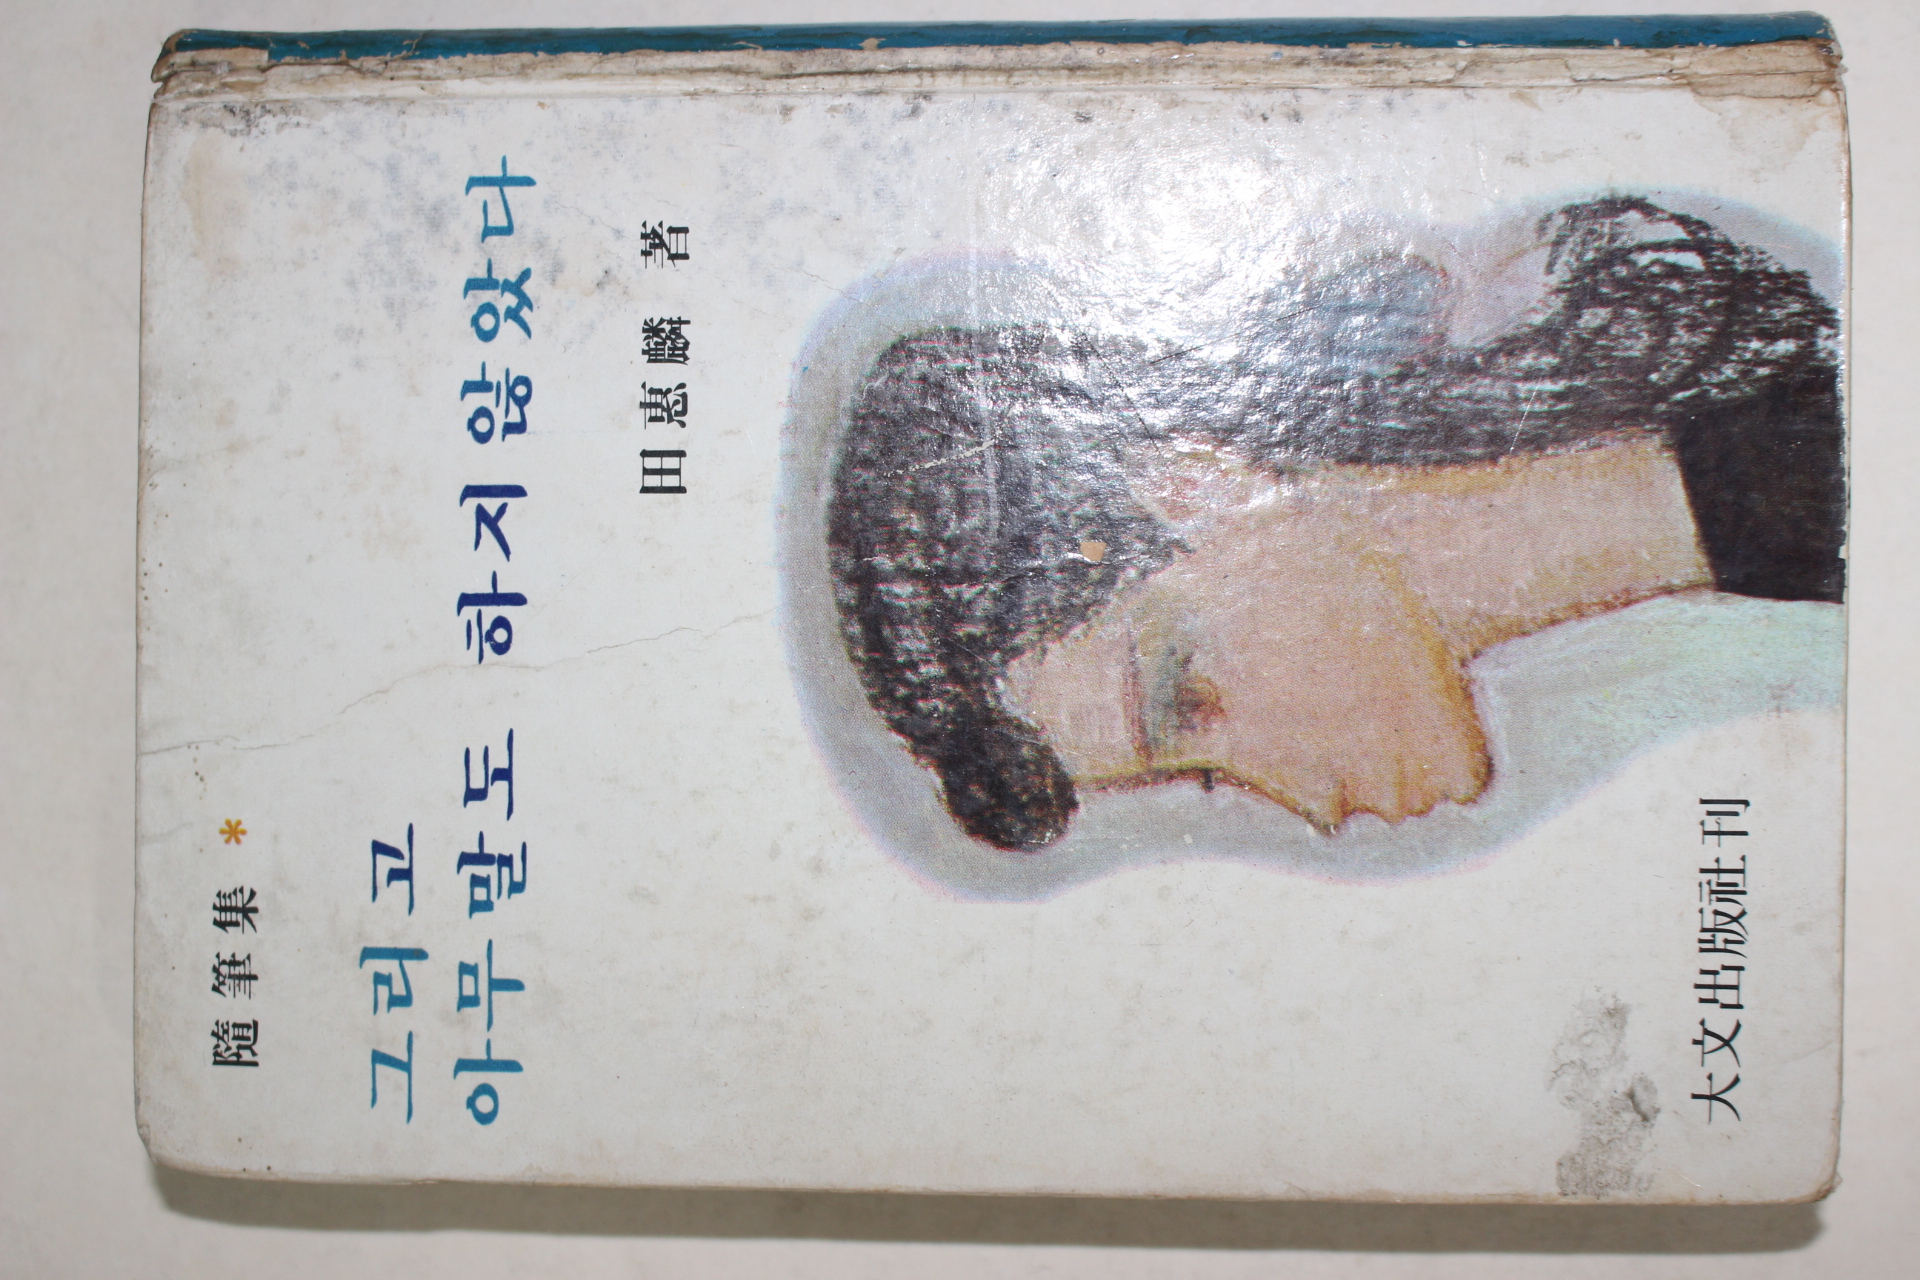 隨筆集 *
그리고
아무 말도 하지 않았다
田惠麟 著
大文出版社刊